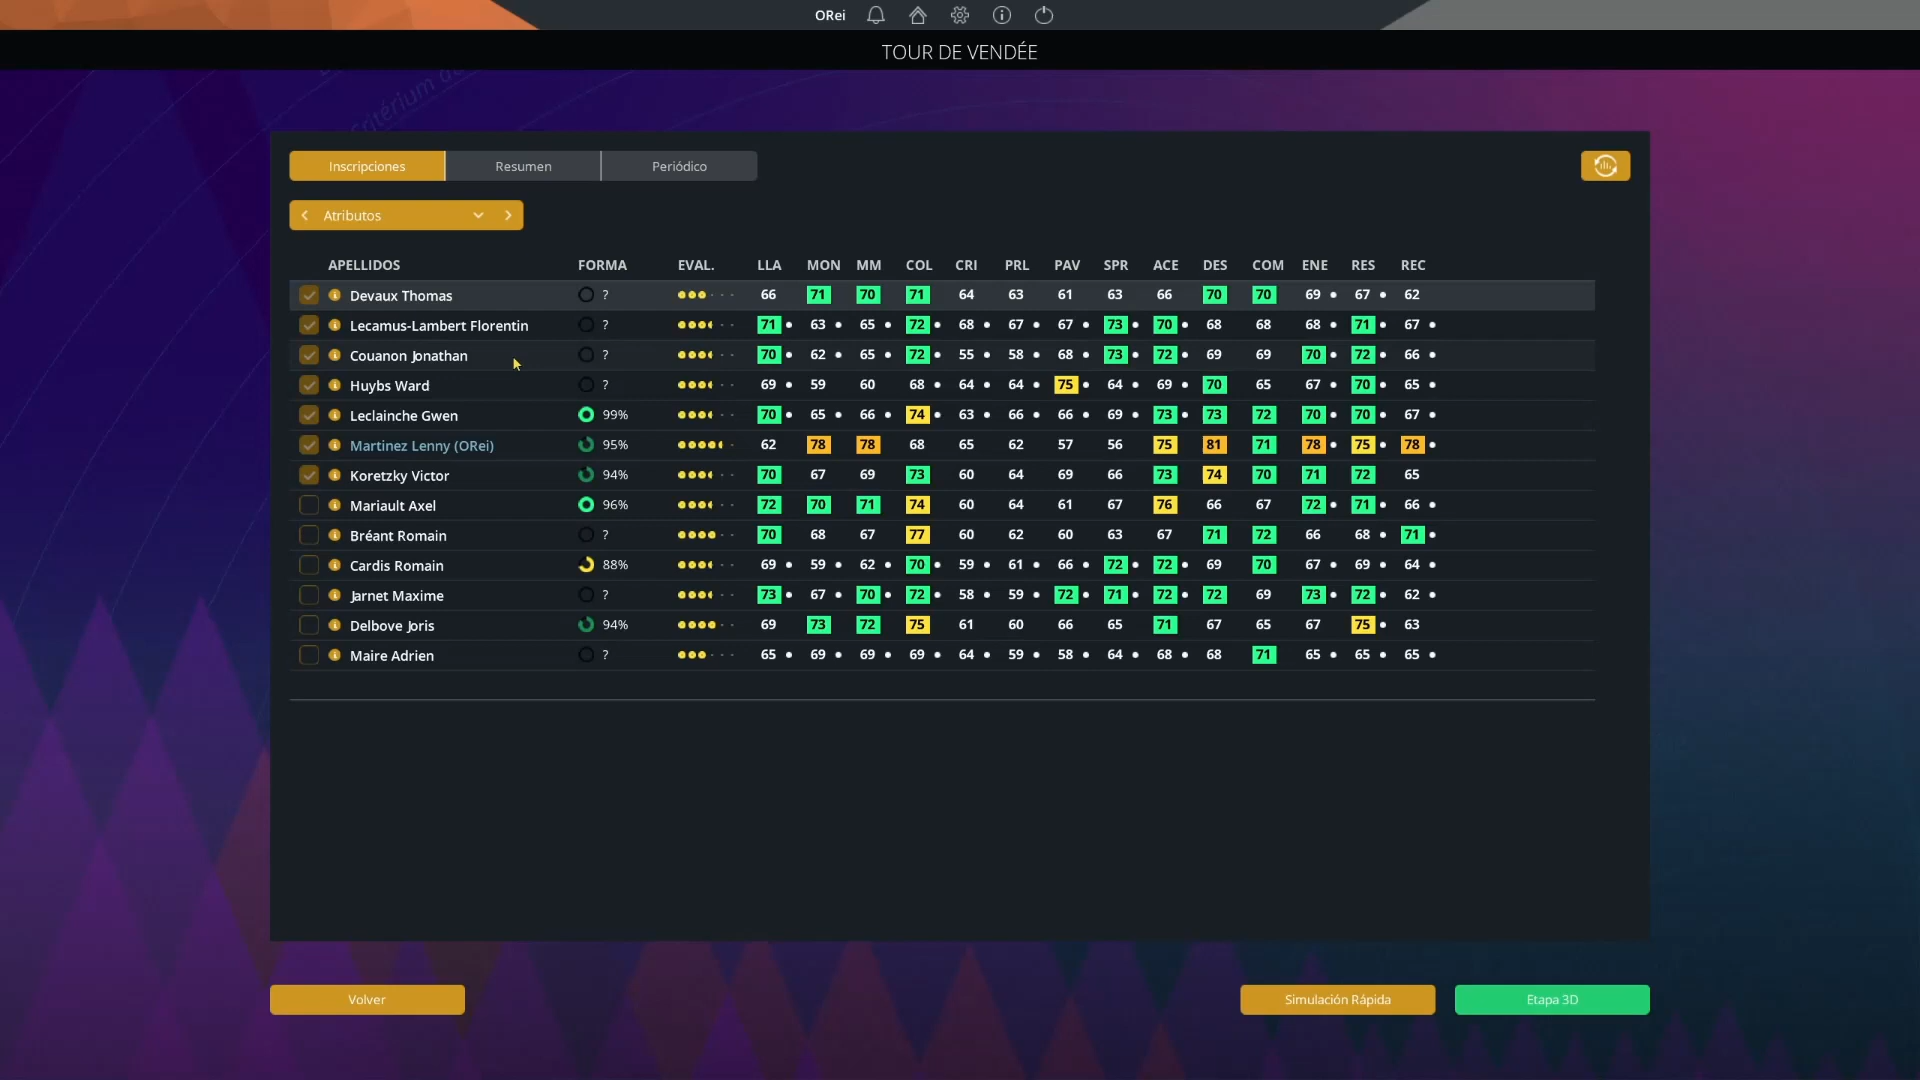 ORei
TOUR DE VENDÉE
Critérium d
Inscripciones Resumen Periódico
Atributos
APELLIDOS FORMA EVAL. LLA MON MM COL CRI PRL PAV SPR ACE DES COM ENE RES REC
Devaux Thomas ? 66 71 70 71 64 63 61 63 66 70 70 69 67 62
Lecamus-Lambert Florentin ? 71 63 65 72 68 67 67 73 70 68 68 68 71 67
Couanon Jonathan ? 70 62 65 72 55 58 68 73 72 69 69 70 72 66
Huybs Ward ? 69 59 60 68 64 64 75 64 69 70 65 67 70 65
Leclainche Gwen 99% 70 65 66 74 63 66 66 69 73 73 72 70 70 67
Martinez Lenny (ORei) 95% 62 78 78 68 65 62 57 56 75 81 71 78 75 78
Koretzky Victor 94% 70 67 69 73 60 64 69 66 73 74 70 71 72 65
Mariault Axel 96% 72 70 71 74 60 64 61 67 76 66 67 72 71 66
Bréant Romain ? 70 68 67 77 60 62 60 63 67 71 72 66 68 71
Cardis Romain 88% 69 59 62 70 59 61 66 72 72 69 70 67 69 64
Jarnet Maxime ? 73 67 70 72 58 59 72 71 72 72 69 73 72 62
Delbove Joris 94% 69 73 72 75 61 60 66 65 71 67 65 67 75 63
Maire Adrien ? 65 69 69 69 64 59 58 64 68 68 71 65 65 65
Volver Simulación Rápida Etapa 3D